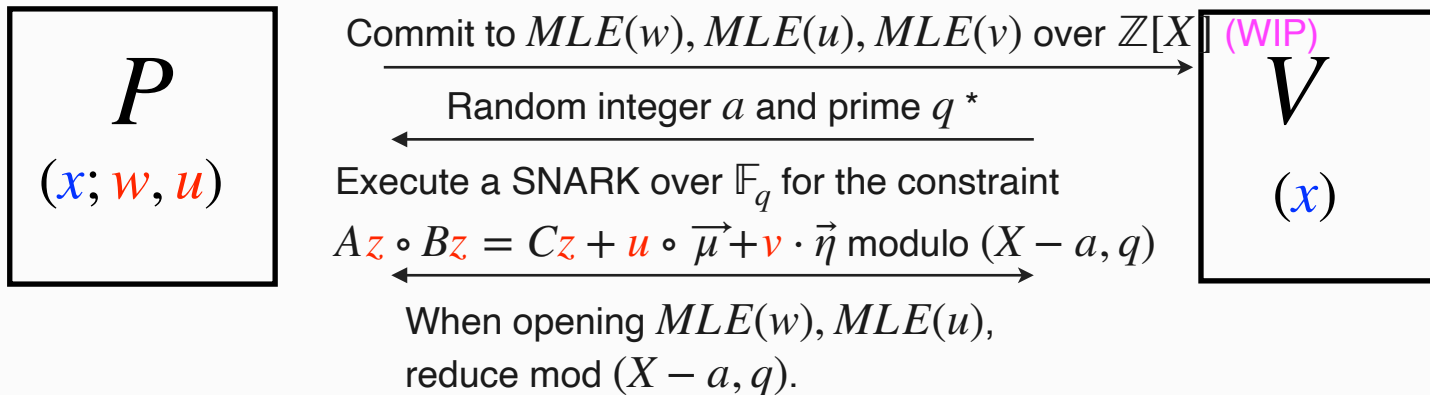 Commit to MLE(w), MLE(u), MLE(v) over ℤ[X] (WIP)
P
V
Random integer a and prime q *
(x; w, u)
(x)
Execute a SNARK over 𝔽_q for the constraint
Az ∘ Bz = Cz + u ∘ μ⃗ + v · η⃗ modulo (X − a, q)
When opening MLE(w), MLE(u),
reduce mod (X − a, q).